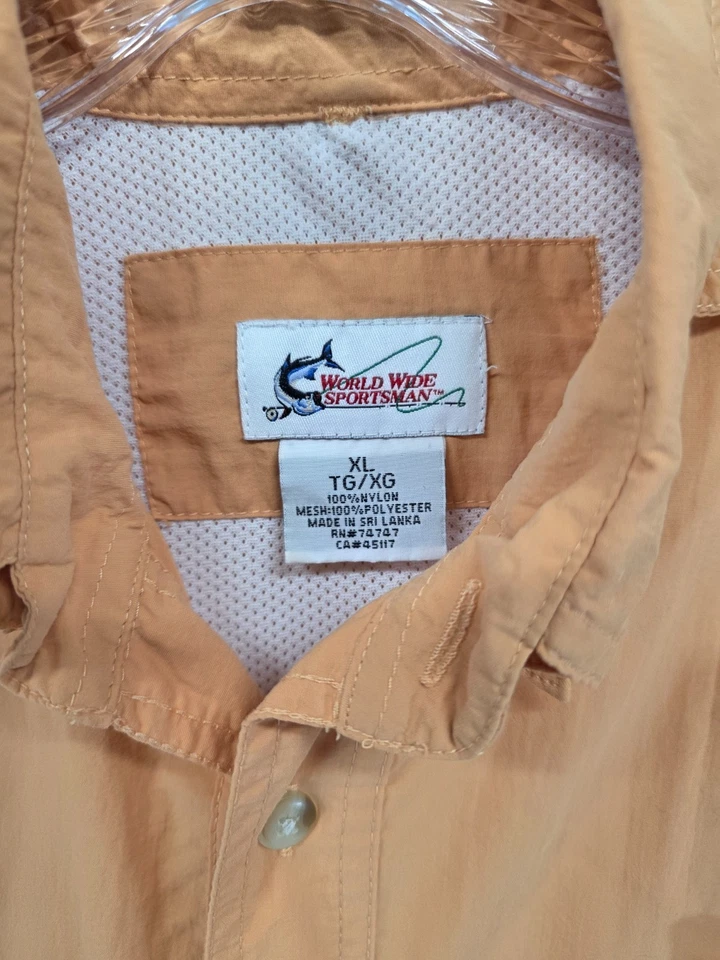 WORLD WIDE
SPORTSMAN™
XL
TG/XG
100%NYLON
MESH:100%POLYESTER
MADE IN SRI LANKA
RN#74747
CA#45117